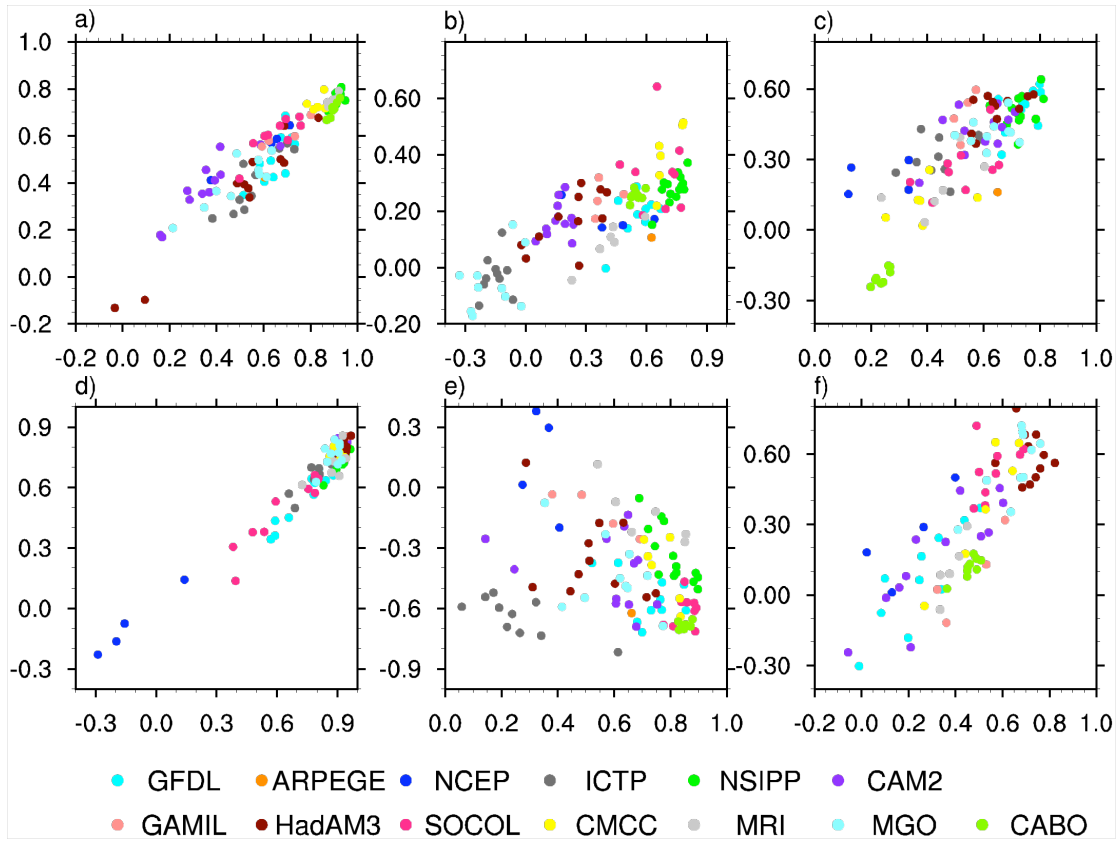 a) b) c)
1.0
0.8 0.60 0.60
0.6 0.40
0.30
0.4
0.20
0.2 0.00
0.00
0.0
-0.2 -0.20 -0.30
-0.2 0.0 0.2 0.4 0.6 0.8 1.0 -0.3 0.0 0.3 0.6 0.9 0.0 0.2 0.4 0.6 0.8 1.0
d) e) f)
0.9 0.3
0.60
0.6 0.0
0.30
0.3 -0.3
0.0 -0.6 0.00
-0.3 -0.9 -0.30
-0.3 0.0 0.3 0.6 0.9 0.0 0.2 0.4 0.6 0.8 1.0 -0.2 0.0 0.2 0.4 0.6 0.8 1.0
GFDL ARPEGE NCEP ICTP NSIPP CAM2
GAMIL HadAM3 SOCOL CMCC MRI MGO CABO